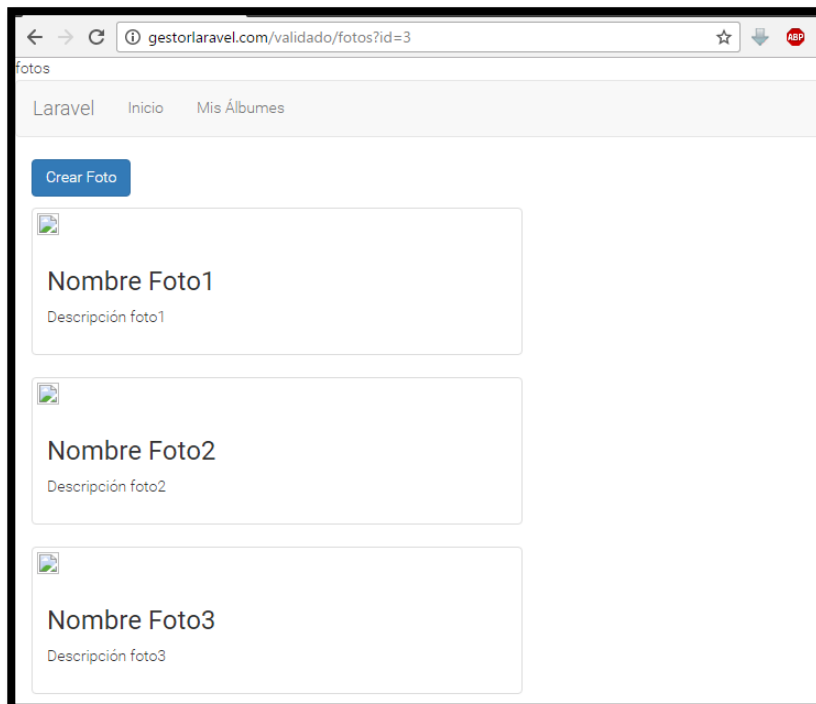 gestorlaravel.com/validado/fotos?id=3
ABP
fotos
Laravel Inicio Mis Álbumes
Crear Foto
Nombre Foto1
Descripción foto1
Nombre Foto2
Descripción foto2
Nombre Foto3
Descripción foto3